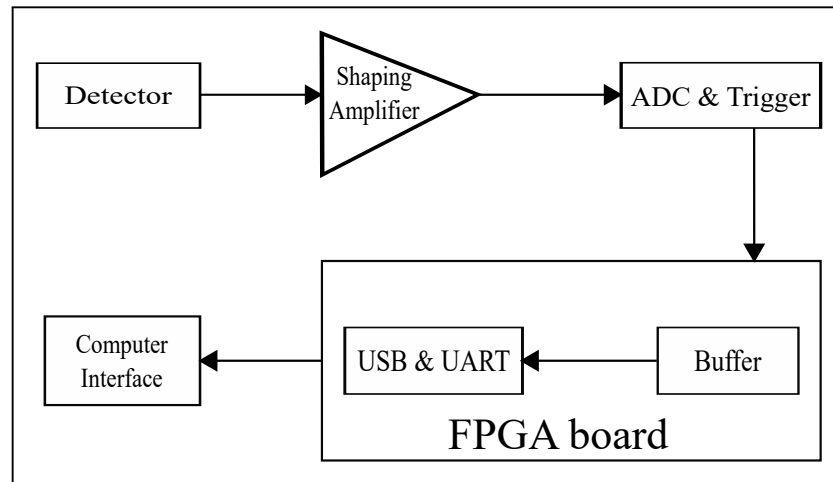 Detector
Shaping
Amplifier
ADC & Trigger
Computer
Interface
USB & UART
Buffer
FPGA board